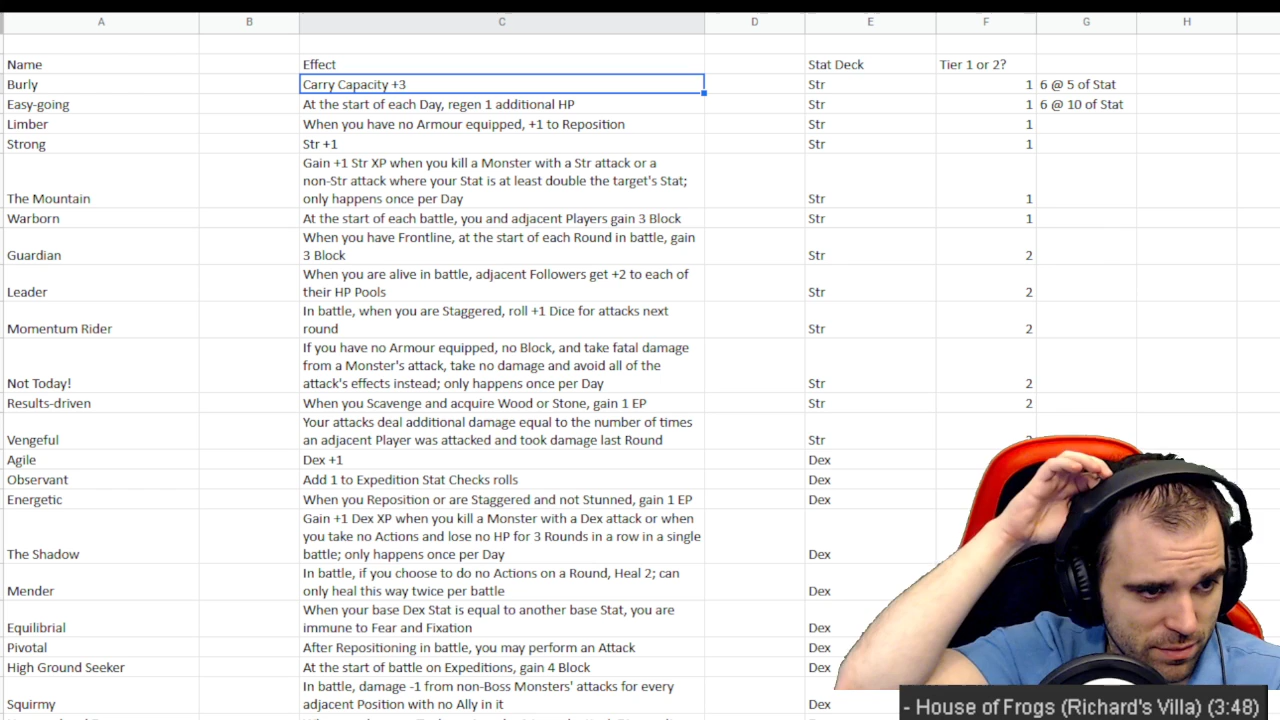 A B C D E F G H
Name Effect Stat Deck Tier 1 or 2?
Burly Carry Capacity +3 Str 1 6 @ 5 of Stat
Easy-going At the start of each Day, regen 1 additional HP Str 1 6 @ 10 of Stat
Limber When you have no Armour equipped, +1 to Reposition Str 1
Strong Str +1 Str 1
Gain +1 Str XP when you kill a Monster with a Str attack or a
non-Str attack where your Stat is at least double the target's Stat;
The Mountain only happens once per Day Str 1
Warborn At the start of each battle, you and adjacent Players gain 3 Block Str 1
When you have Frontline, at the start of each Round in battle, gain
Guardian 3 Block Str 2
When you are alive in battle, adjacent Followers get +2 to each of
Leader their HP Pools Str 2
In battle, when you are Staggered, roll +1 Dice for attacks next
Momentum Rider round Str 2
If you have no Armour equipped, no Block, and take fatal damage
from a Monster's attack, take no damage and avoid all of the
Not Today! attack's effects instead; only happens once per Day Str 2
Results-driven When you Scavenge and acquire Wood or Stone, gain 1 EP Str 2
Your attacks deal additional damage equal to the number of times
Vengeful an adjacent Player was attacked and took damage last Round Str
Agile Dex +1 Dex
Observant Add 1 to Expedition Stat Checks rolls Dex
Energetic When you Reposition or are Staggered and not Stunned, gain 1 EP Dex
Gain +1 Dex XP when you kill a Monster with a Dex attack or when
you take no Actions and lose no HP for 3 Rounds in a row in a single
The Shadow battle; only happens once per Day Dex
In battle, if you choose to do no Actions on a Round, Heal 2; can
Mender only heal this way twice per battle Dex
When your base Dex Stat is equal to another base Stat, you are
Equilibrial immune to Fear and Fixation Dex
Pivotal After Repositioning in battle, you may perform an Attack Dex
High Ground Seeker At the start of battle on Expeditions, gain 4 Block Dex
In battle, damage -1 from non-Boss Monsters' attacks for every
Squirmy adjacent Position with no Ally in it Dex
- House of Frogs (Richard's Villa) (3:48)